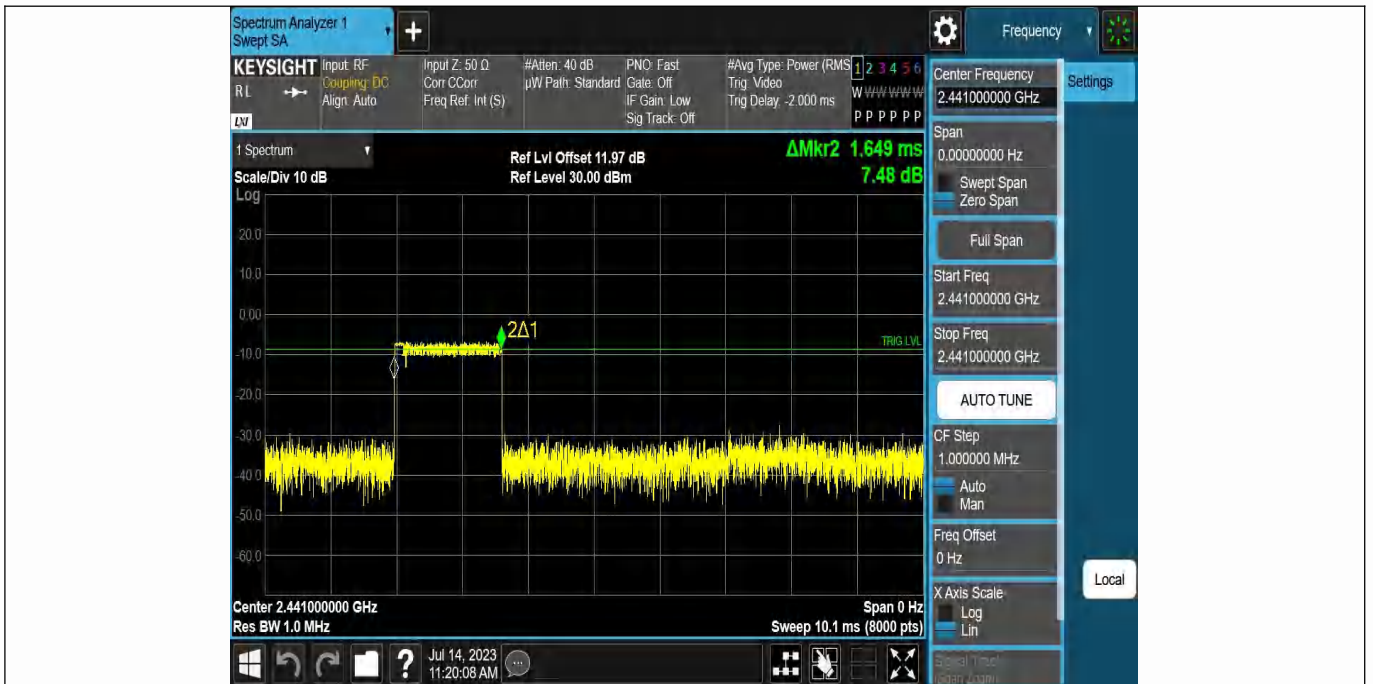 Spectrum Analyzer 1
Swept SA
+
Frequency
KEYSIGHT
RL
LXI
Input: RF
Coupling: DC
Align: Auto
Input Z: 50 Ω
Corr CCorr
Freq Ref: Int (S)
#Atten: 40 dB
µW Path: Standard
PNO: Fast
Gate: Off
IF Gain: Low
Sig Track: Off
#Avg Type: Power (RMS
Trig: Video
Trig Delay: -2.000 ms
1 2 3 4 5 6
W W W W W W
P P P P P P
1 Spectrum
Scale/Div 10 dB
Ref Lvl Offset 11.97 dB
Ref Level 30.00 dBm
ΔMkr2 1.649 ms
7.48 dB
Log
20.0
10.0
0.00
-10.0
-20.0
-30.0
-40.0
-50.0
-60.0
2Δ1
TRIG LVL
Center 2.441000000 GHz
Res BW 1.0 MHz
Span 0 Hz
Sweep 10.1 ms (8000 pts)
Center Frequency
2.441000000 GHz
Settings
Span
0.00000000 Hz
Swept Span
Zero Span
Full Span
Start Freq
2.441000000 GHz
Stop Freq
2.441000000 GHz
AUTO TUNE
CF Step
1.000000 MHz
Auto
Man
Freq Offset
0 Hz
X Axis Scale
Log
Lin
Local
Signal Track
(Span Zoom)
?
Jul 14, 2023
11:20:08 AM